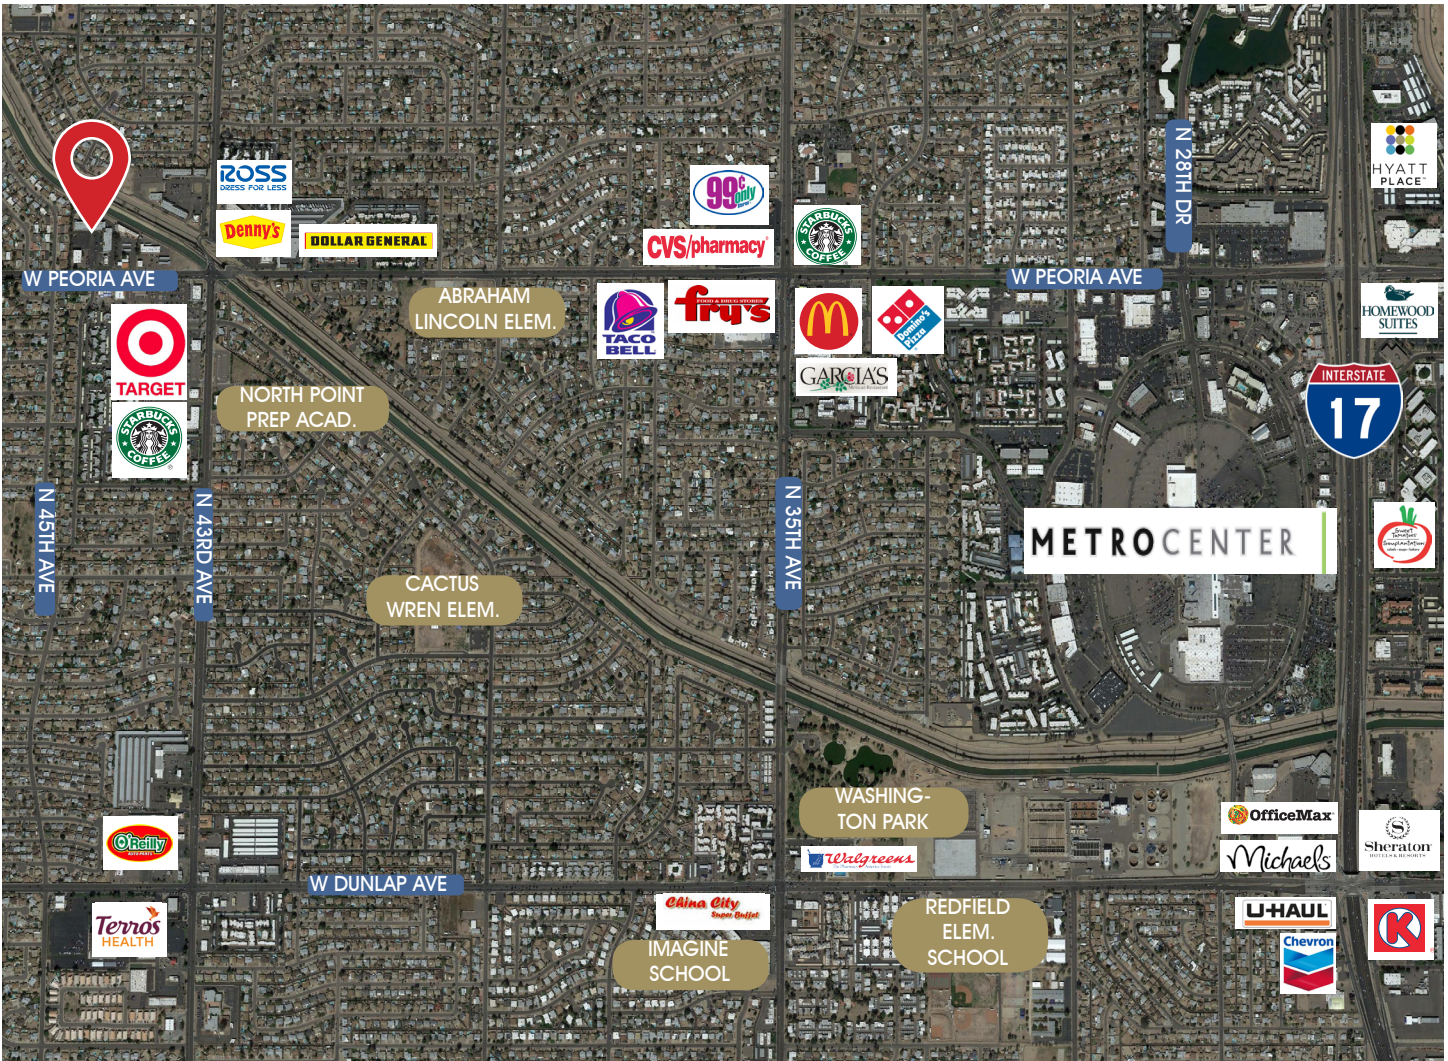 N 28TH DR
HYATT
PLACE
ROSS
DRESS FOR LESS
99¢
only
STARBUCKS
COFFEE
Denny's
DOLLAR GENERAL
CVS/pharmacy
W PEORIA AVE
W PEORIA AVE
ABRAHAM
LINCOLN ELEM.
TACO
BELL
fry's
FOOD & DRUG STORES
Domino's
Pizza
HOMEWOOD
SUITES
TARGET
GARCIA'S
INTERSTATE
17
NORTH POINT
PREP ACAD.
STARBUCKS
COFFEE
N 45TH AVE
N 43RD AVE
N 35TH AVE
METROCENTER
Sweet
Tomatoes
Souplantation
CACTUS
WREN ELEM.
WASHING-
TON PARK
OfficeMax
O'Reilly
AUTO PARTS
Walgreens
Michaels
S
Sheraton
HOTELS & RESORTS
W DUNLAP AVE
China City
Super Buffet
Terros
HEALTH
REDFIELD
ELEM.
SCHOOL
U-HAUL
K
IMAGINE
SCHOOL
Chevron